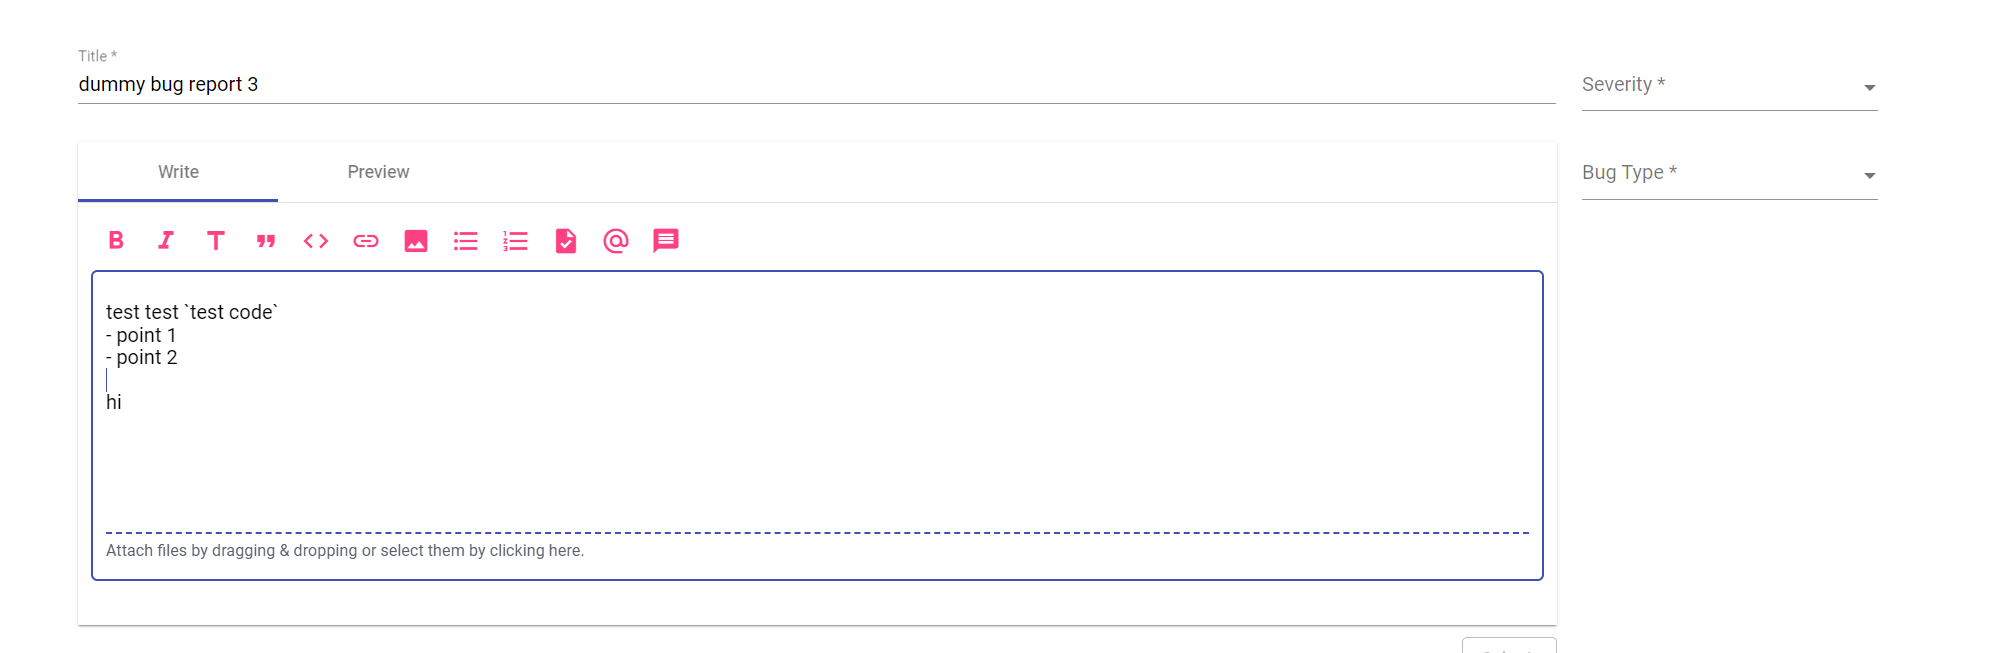 Title *
dummy bug report 3
Severity *
Write
Preview
Bug Type *
test test `test code`
- point 1
- point 2
hi
Attach files by dragging & dropping or select them by clicking here.